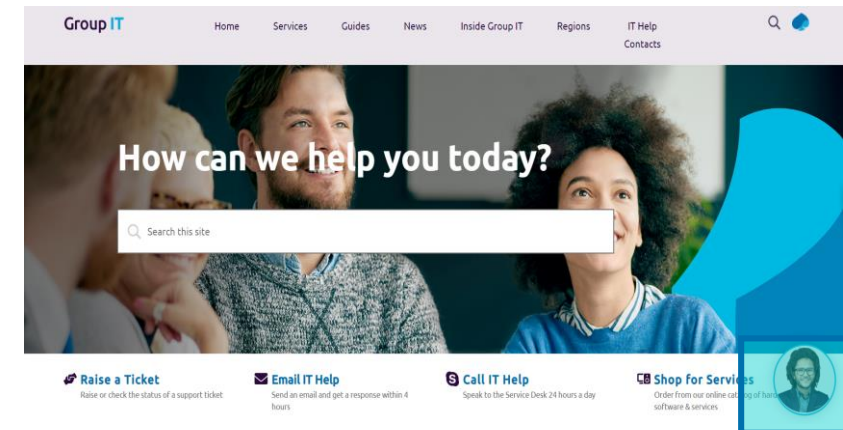 Group IT
Home Services Guides News Inside Group IT Regions IT Help
Contacts
How can we help you today?
Search this site
Raise a Ticket
Raise or check the status of a support ticket
Email IT Help
Send an email and get a response within 4
hours
Call IT Help
Speak to the Service Desk 24 hours a day
Shop for Services
Order from our online catalog of
software & services